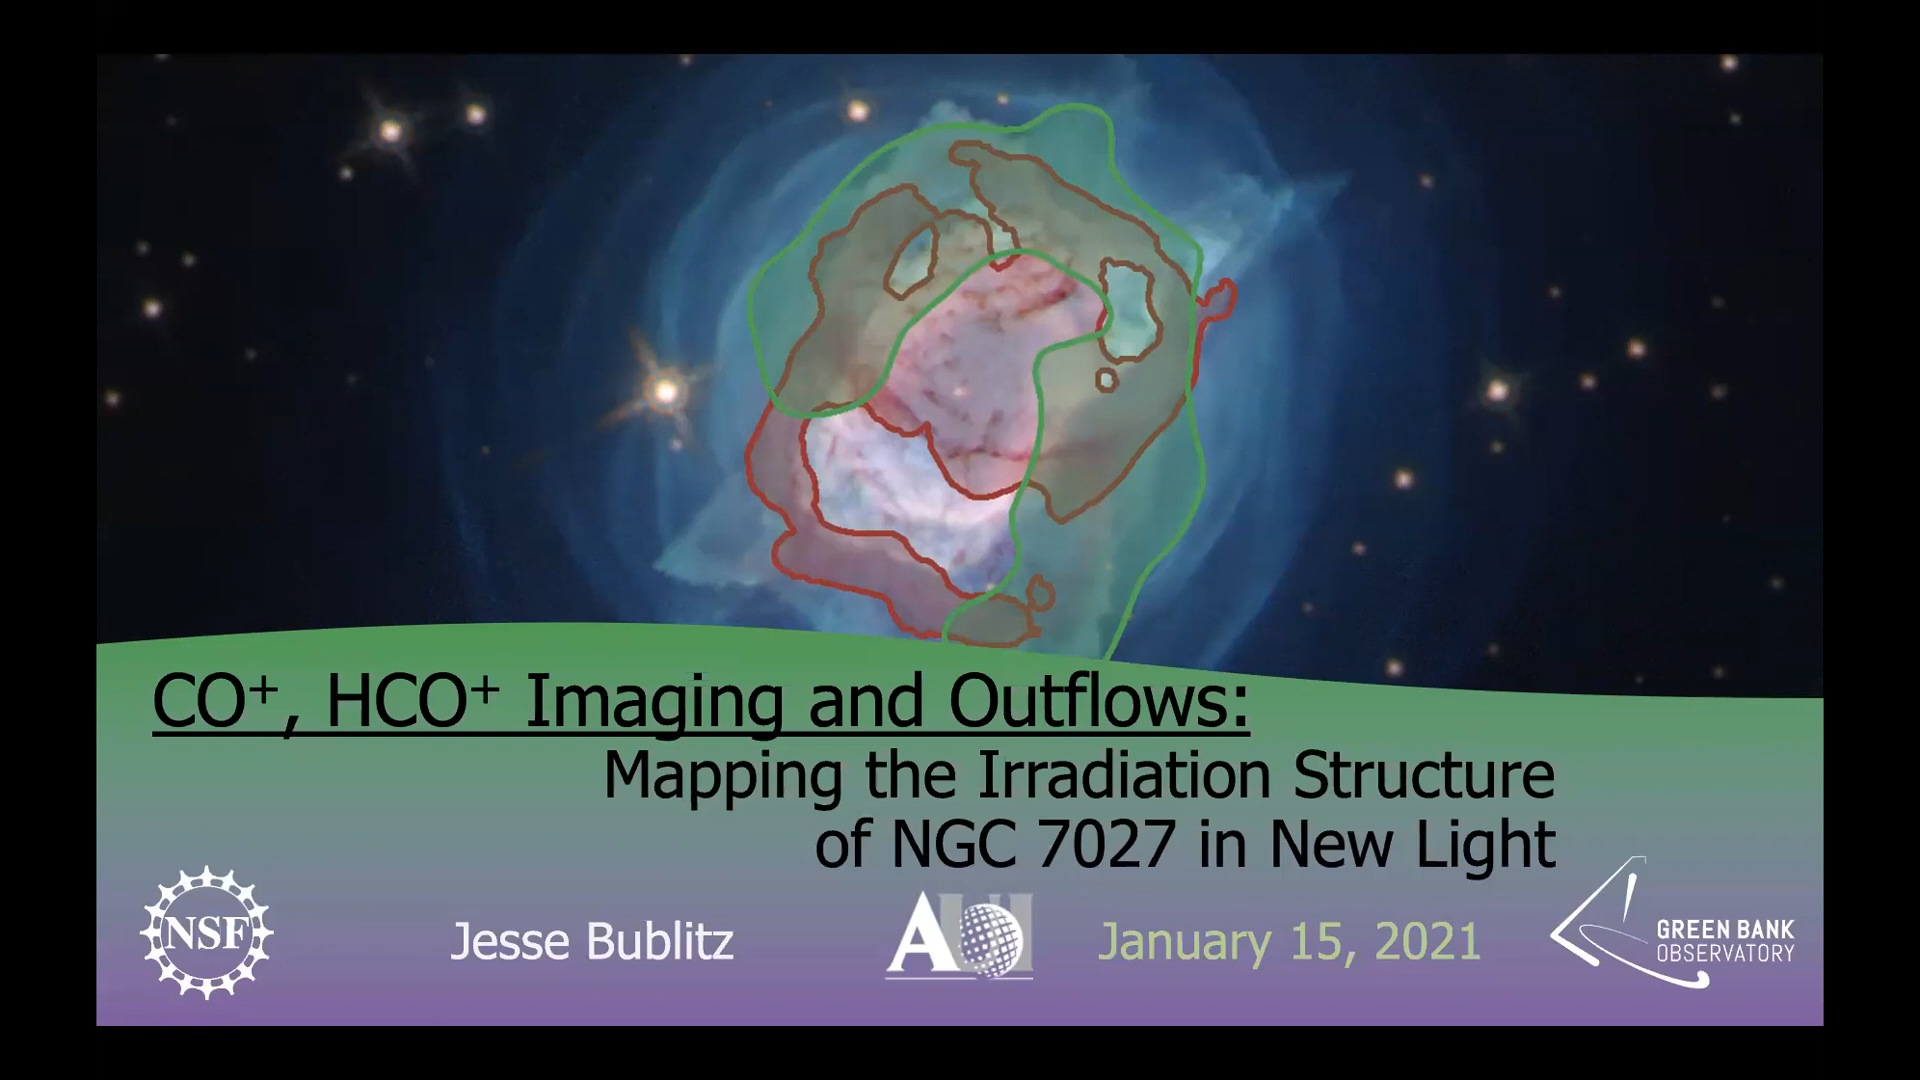 CO⁺, HCO⁺ Imaging and Outflows:
Mapping the Irradiation Structure
of NGC 7027 in New Light
NSF
Jesse Bublitz
AUI
January 15, 2021
GREEN BANK
OBSERVATORY